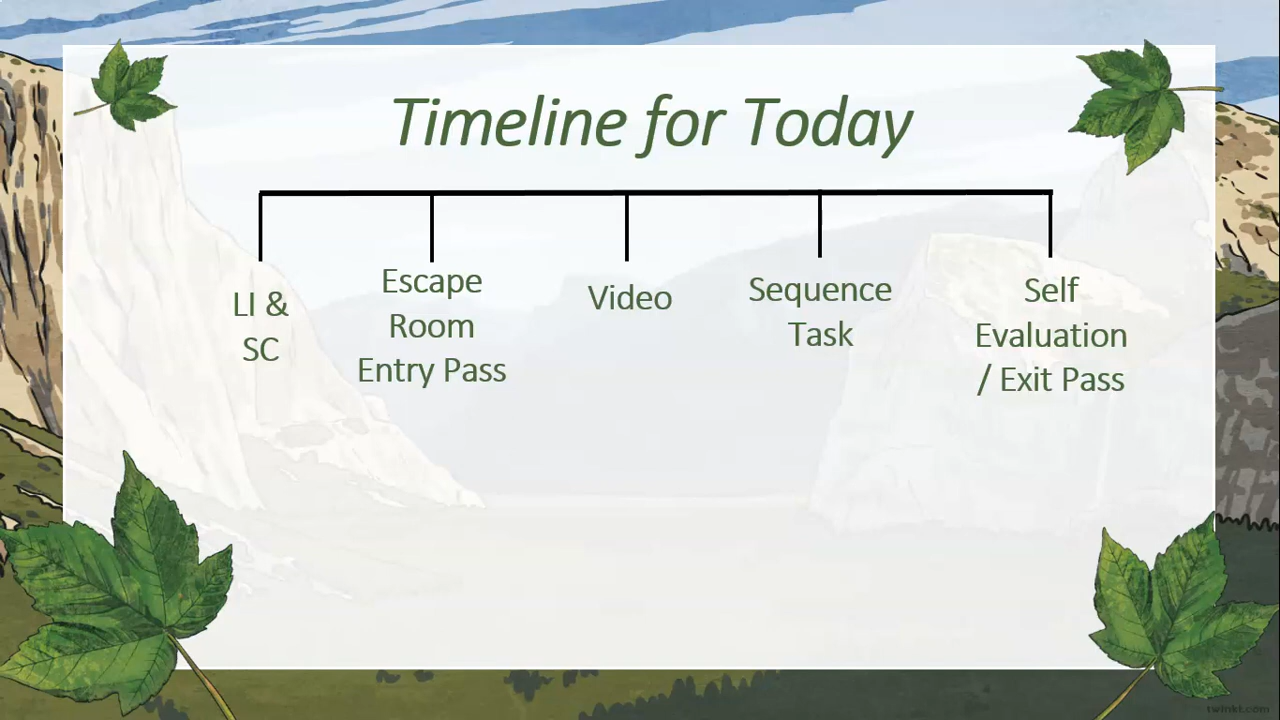 Timeline for Today
LI &
SC
Escape
Room
Entry Pass
Video
Sequence
Task
Self
Evaluation
/ Exit Pass
twinkl.com